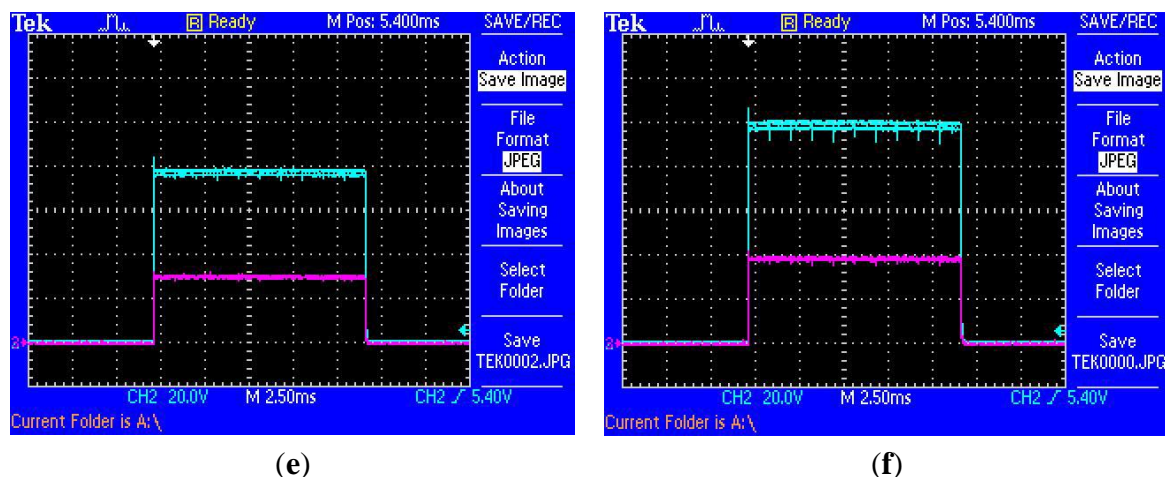 Tek R Ready M Pos: 5.400ms SAVE/REC
Action
Save Image
File
Format
JPEG
About
Saving
Images
Select
Folder
2
Save
TEK0002.JPG
CH2 20.0V M 2.50ms CH2 5.40V
Current Folder is A:\
(e)
Tek R Ready M Pos: 5.400ms SAVE/REC
Action
Save Image
File
Format
JPEG
About
Saving
Images
Select
Folder
2
Save
TEK0000.JPG
CH2 20.0V M 2.50ms CH2 5.40V
Current Folder is A:\
(f)